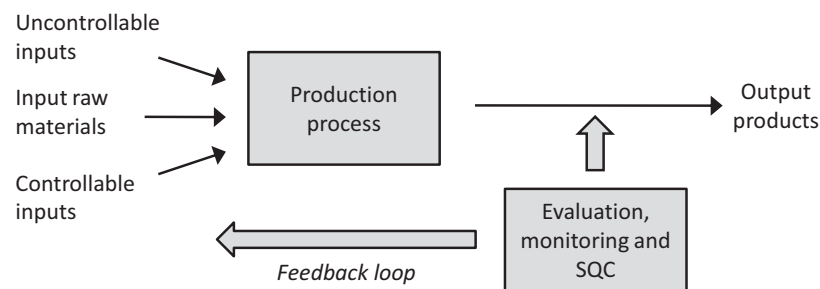 Uncontrollable
inputs
Input raw
materials
Controllable
inputs
Production
process
Output
products
Evaluation,
monitoring and
SQC
Feedback loop